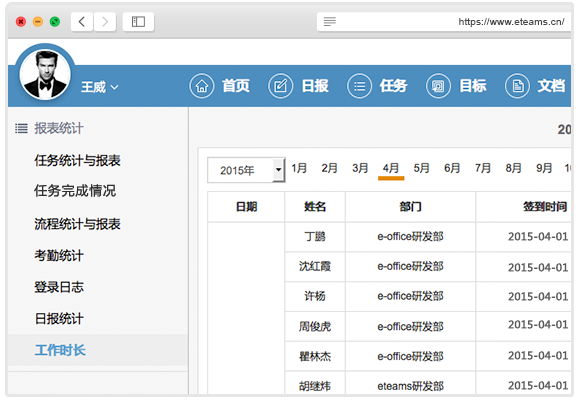 https://www.eteams.cn/
王威
首页 日报 任务 目标 文档
报表统计
任务统计与报表
任务完成情况
流程统计与报表
考勤统计
登录日志
日报统计
工作时长
20
2015年 1月 2月 3月 4月 5月 6月 7月 8月 9月 1
日期 姓名 部门 签到时间
丁鹏 e-office研发部 2015-04-01
沈红霞 e-office研发部 2015-04-01
许杨 e-office研发部 2015-04-01
周俊虎 e-office研发部 2015-04-01
瞿林杰 e-office研发部 2015-04-01
胡继炜 eteams研发部 2015-04-01